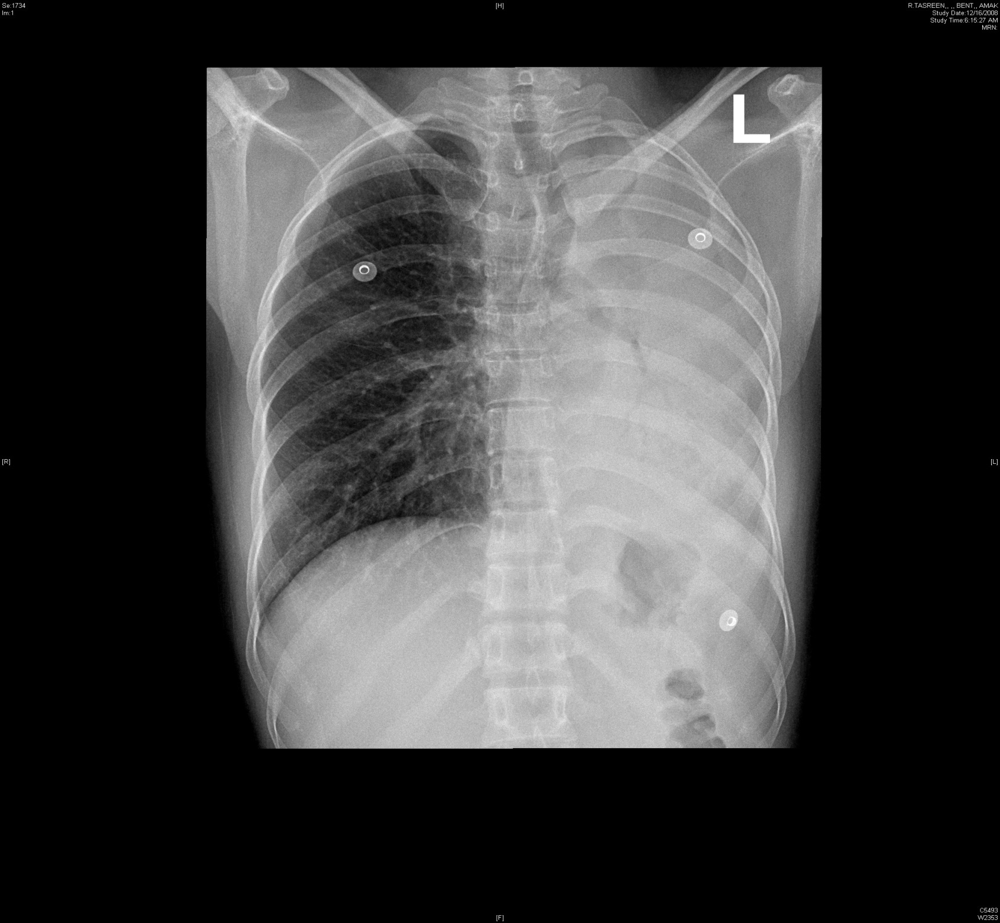 Se:1734
Im:1
[H]
R.TASREEN,, ,, BENT,, AMAK
Study Date:12/16/2008
Study Time:6:15:27 AM
MRN:
L
[R]
[L]
[F]
C5493
W2353